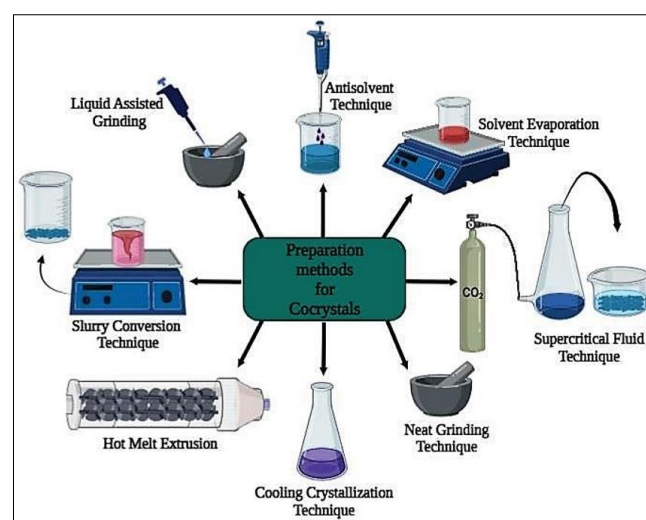 Antisolvent
Technique
Liquid Assisted
Grinding
Solvent Evaporation
Technique
Preparation
methods
for
Cocrystals
CO2
Slurry Conversion
Technique
Supercritical Fluid
Technique
Hot Melt Extrusion
Neat Grinding
Technique
Cooling Crystallization
Technique